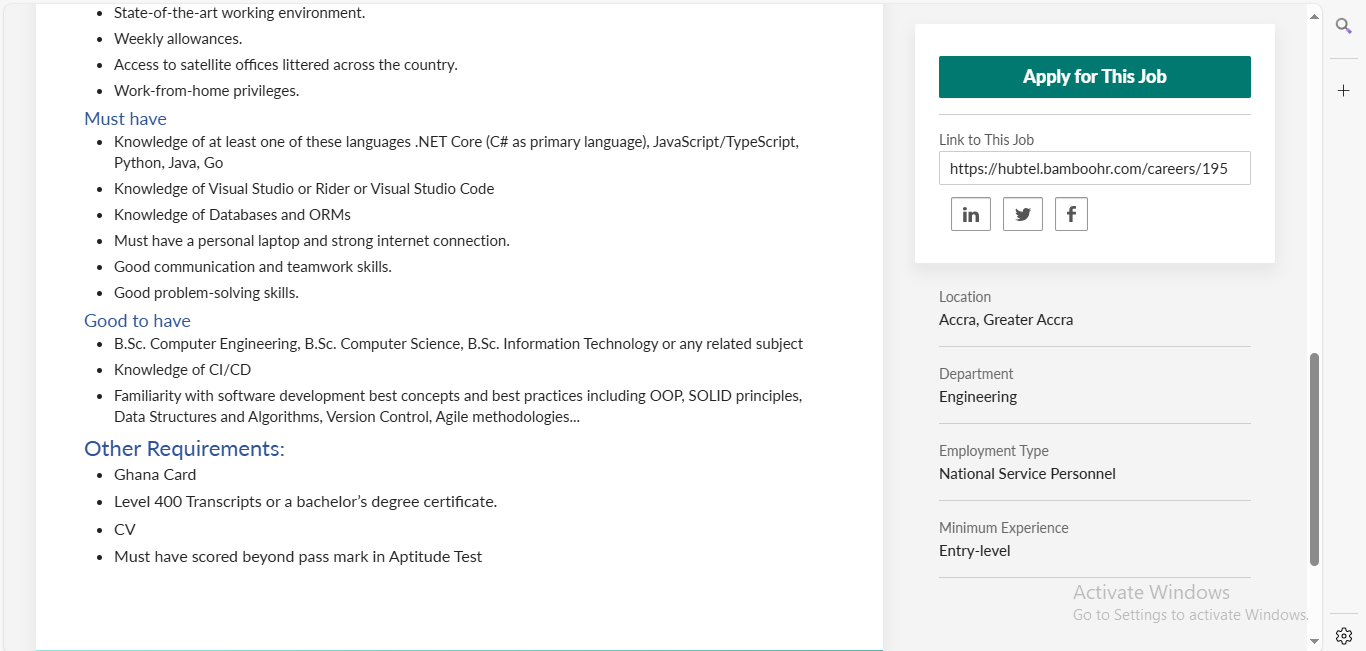 State-of-the-art working environment.
Weekly allowances.
Access to satellite offices littered across the country.
Work-from-home privileges.
Must have
Knowledge of at least one of these languages .NET Core (C# as primary language), JavaScript/TypeScript,
Python, Java, Go
Knowledge of Visual Studio or Rider or Visual Studio Code
Knowledge of Databases and ORMs
Must have a personal laptop and strong internet connection.
Good communication and teamwork skills.
Good problem-solving skills.
Good to have
B.Sc. Computer Engineering, B.Sc. Computer Science, B.Sc. Information Technology or any related subject
Knowledge of CI/CD
Familiarity with software development best concepts and best practices including OOP, SOLID principles,
Data Structures and Algorithms, Version Control, Agile methodologies...
Other Requirements:
Ghana Card
Level 400 Transcripts or a bachelor’s degree certificate.
CV
Must have scored beyond pass mark in Aptitude Test
Apply for This Job
Link to This Job
https://hubtel.bamboohr.com/careers/195
Location
Accra, Greater Accra
Department
Engineering
Employment Type
National Service Personnel
Minimum Experience
Entry-level
Activate Windows
Go to Settings to activate Windows.